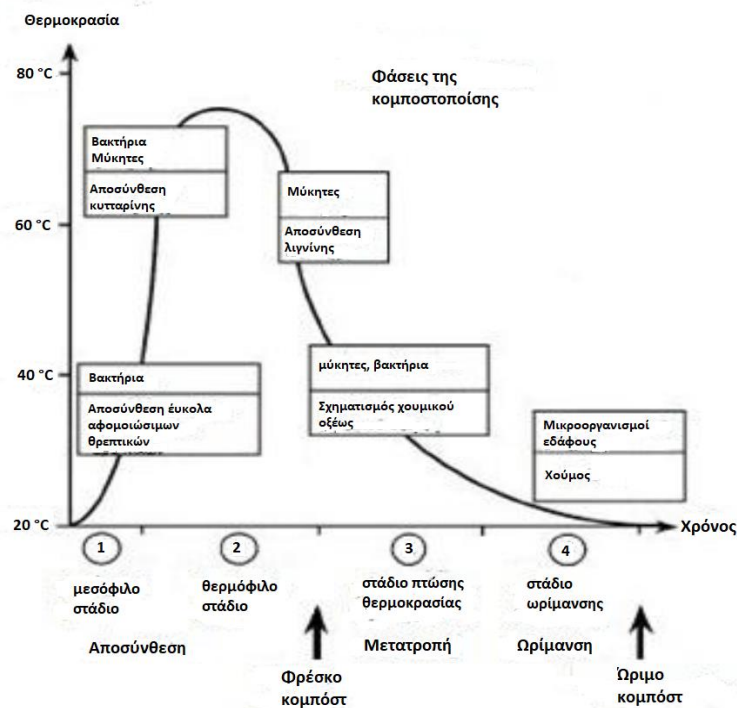 Θερμοκρασία
80 °C
Φάσεις της
κομποστοποίσης
Βακτήρια
Μύκητες
Αποσύνθεση
κυτταρίνης
Μύκητες
Αποσύνθεση
λιγνίνης
60 °C
μύκητες, βακτήρια
Σχηματισμός χουμικού
οξέως
40 °C
Βακτήρια
Αποσύνθεση έυκολα
αφομοιώσιμων
θρεπτικών
Μικροοργανισμοί
εδάφους
Χούμος
20 °C
Χρόνος
1
2
3
4
μεσόφιλο
στάδιο
θερμόφιλο
στάδιο
στάδιο πτώσης
θερμοκρασίας
στάδιο
ωρίμανσης
Αποσύνθεση
Μετατροπή
Ωρίμανση
Φρέσκο
κομπόστ
Ώριμο
κομπόστ